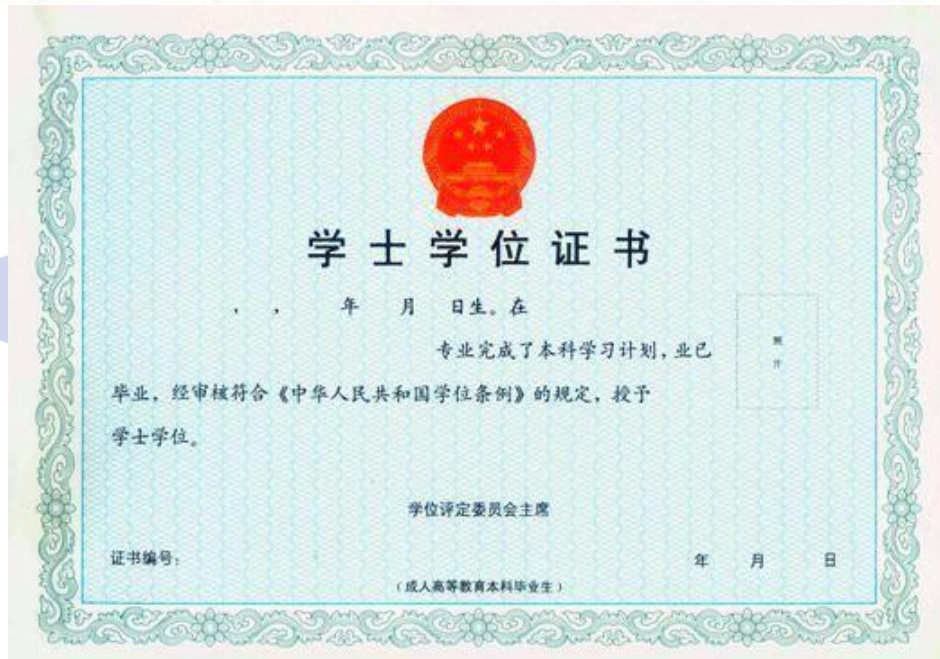 学士学位证书
, , 年 月 日生。在
专业完成了本科学习计划,业已
毕业,经审核符合《中华人民共和国学位条例》的规定,授予
学士学位。
照
片
学位评定委员会主席
证书编号:
年 月 日
(成人高等教育本科毕业生)